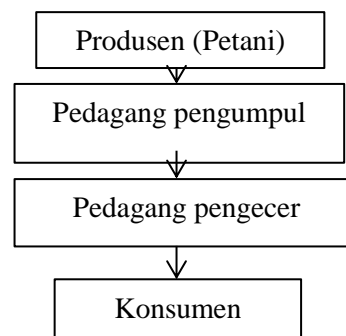 Produsen (Petani)
Pedagang pengumpul
Pedagang pengecer
Konsumen